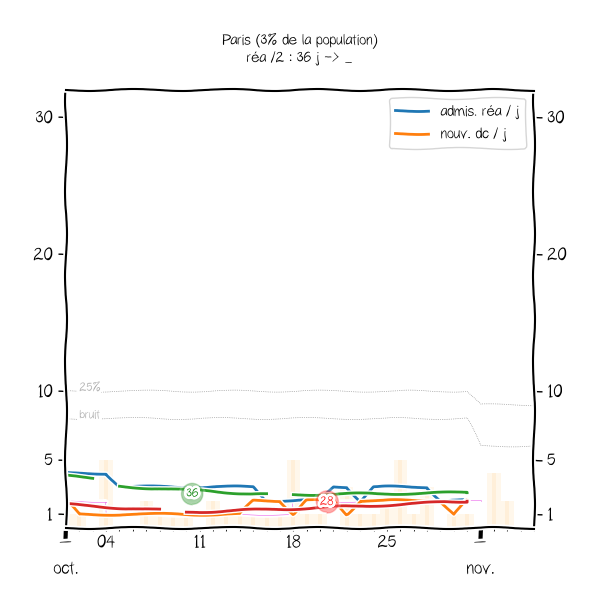 Paris (3% de la population)
réa /2 : 36 j -> _
admis. réa / j
nouv. dc / j
30
30
20
20
10
10
25%
bruit
5
5
36
28
1
1
04
11
18
25
oct.
nov.